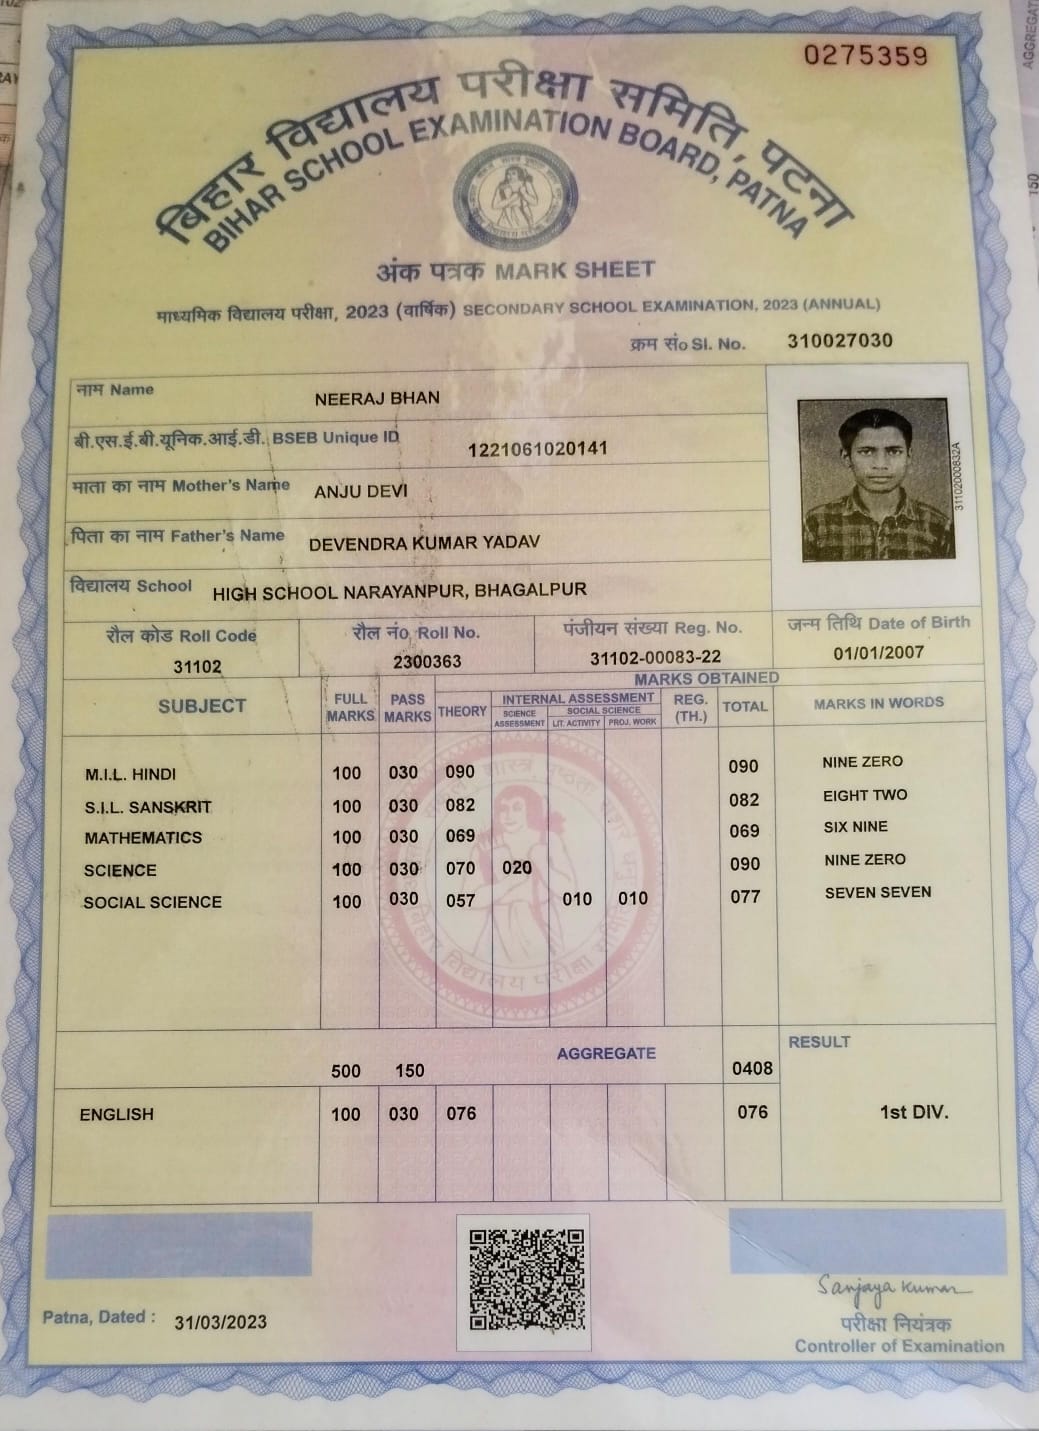 0275359
बिहार विद्यालय परीक्षा समिति, पटना
BIHAR SCHOOL EXAMINATION BOARD, PATNA
अंक पत्रक MARK SHEET
माध्यमिक विद्यालय परीक्षा, 2023 (वार्षिक) SECONDARY SCHOOL EXAMINATION, 2023 (ANNUAL)
क्रम सं० Sl. No. 310027030
नाम Name NEERAJ BHAN
बी.एस.ई.बी.यूनिक.आई.डी. BSEB Unique ID 1221061020141
माता का नाम Mother's Name ANJU DEVI
पिता का नाम Father's Name DEVENDRA KUMAR YADAV
विद्यालय School HIGH SCHOOL NARAYANPUR, BHAGALPUR
31102000832A
रौल कोड Roll Code रौल नं० Roll No. पंजीयन संख्या Reg. No. जन्म तिथि Date of Birth
31102 2300363 31102-00083-22 01/01/2007
MARKS OBTAINED
SUBJECT FULL MARKS PASS MARKS THEORY INTERNAL ASSESSMENT REG. (TH.) TOTAL MARKS IN WORDS
SCIENCE ASSESSMENT SOCIAL SCIENCE
LIT. ACTIVITY PROJ. WORK
M.I.L. HINDI 100 030 090 090 NINE ZERO
S.I.L. SANSKRIT 100 030 082 082 EIGHT TWO
MATHEMATICS 100 030 069 069 SIX NINE
SCIENCE 100 030 070 020 090 NINE ZERO
SOCIAL SCIENCE 100 030 057 010 010 077 SEVEN SEVEN
AGGREGATE RESULT
500 150 0408
ENGLISH 100 030 076 076 1st DIV.
Sanjaya Kumar
Patna, Dated : 31/03/2023
परीक्षा नियंत्रक
Controller of Examination